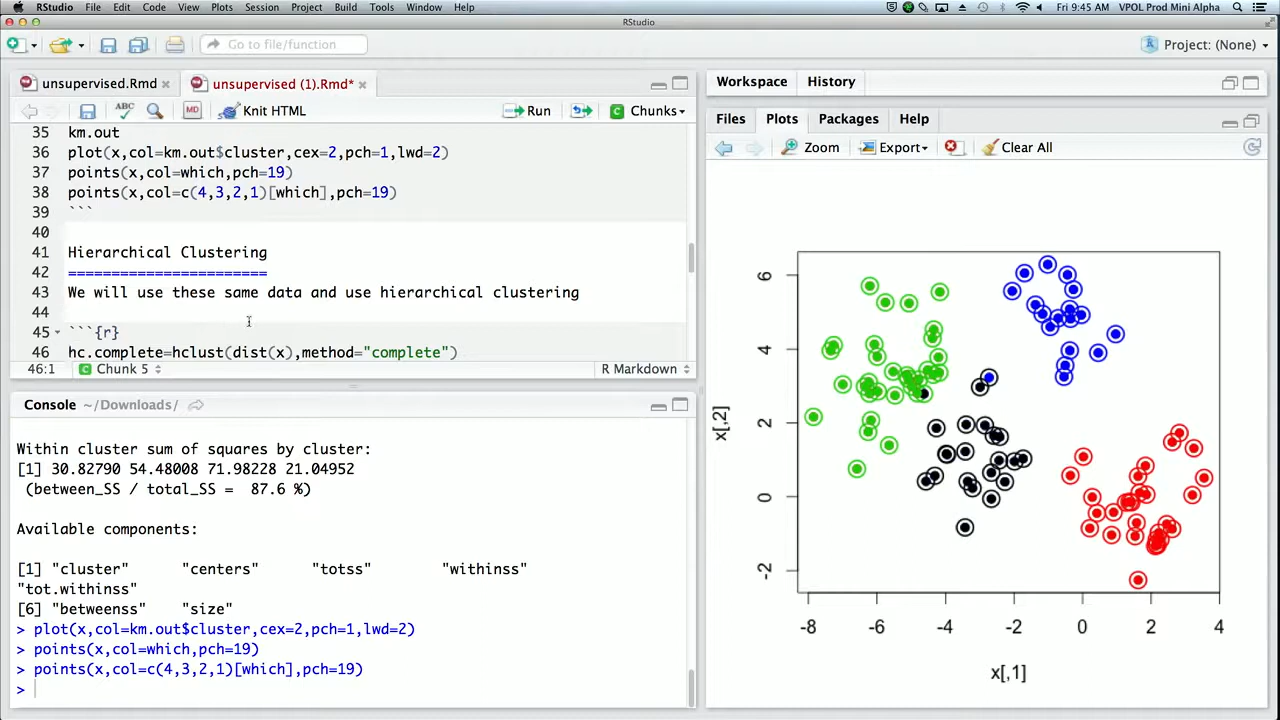 RStudio File Edit Code View Plots Session Project Build Tools Window Help Fri 9:45 AM VPOL Prod Mini Alpha
RStudio
Go to file/function
Project: (None)
unsupervised.Rmd unsupervised (1).Rmd*
ABC MD Knit HTML Run Chunks
35 km.out
36 plot(x,col=km.out$cluster,cex=2,pch=1,lwd=2)
37 points(x,col=which,pch=19)
38 points(x,col=c(4,3,2,1)[which],pch=19)
39 ```
40
41 Hierarchical Clustering
42 =======================
43 We will use these same data and use hierarchical clustering
44
45 ```{r}
46 hc.complete=hclust(dist(x),method="complete")
46:1 C Chunk 5 R Markdown
Console ~/Downloads/
Within cluster sum of squares by cluster:
[1] 30.82790 54.48008 71.98228 21.04952
(between_SS / total_SS = 87.6 %)
Available components:
[1] "cluster" "centers" "totss" "withinss"
"tot.withinss"
[6] "betweenss" "size"
> plot(x,col=km.out$cluster,cex=2,pch=1,lwd=2)
> points(x,col=which,pch=19)
> points(x,col=c(4,3,2,1)[which],pch=19)
>
Workspace History
Files Plots Packages Help
Zoom Export Clear All
x[,2]
6
4
2
0
-2
-8 -6 -4 -2 0 2 4
x[,1]